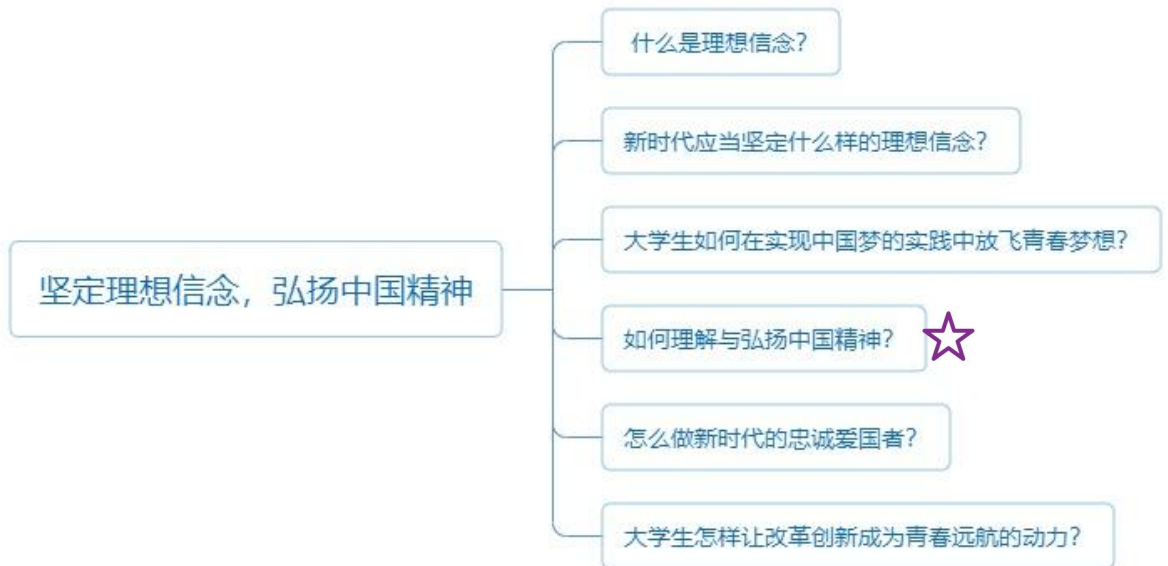 坚定理想信念，弘扬中国精神
什么是理想信念？
新时代应当坚定什么样的理想信念？
大学生如何在实现中国梦的实践中放飞青春梦想？
如何理解与弘扬中国精神？
怎么做新时代的忠诚爱国者？
大学生怎样让改革创新成为青春远航的动力？